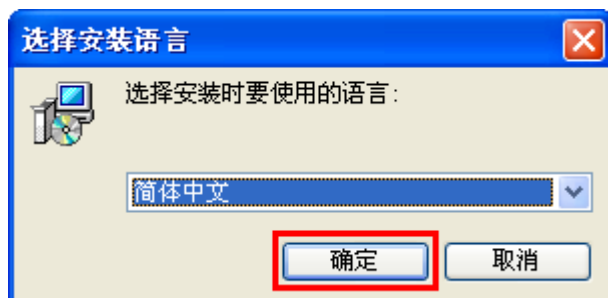 选择安装语言
选择安装时要使用的语言:
简体中文
确定 取消